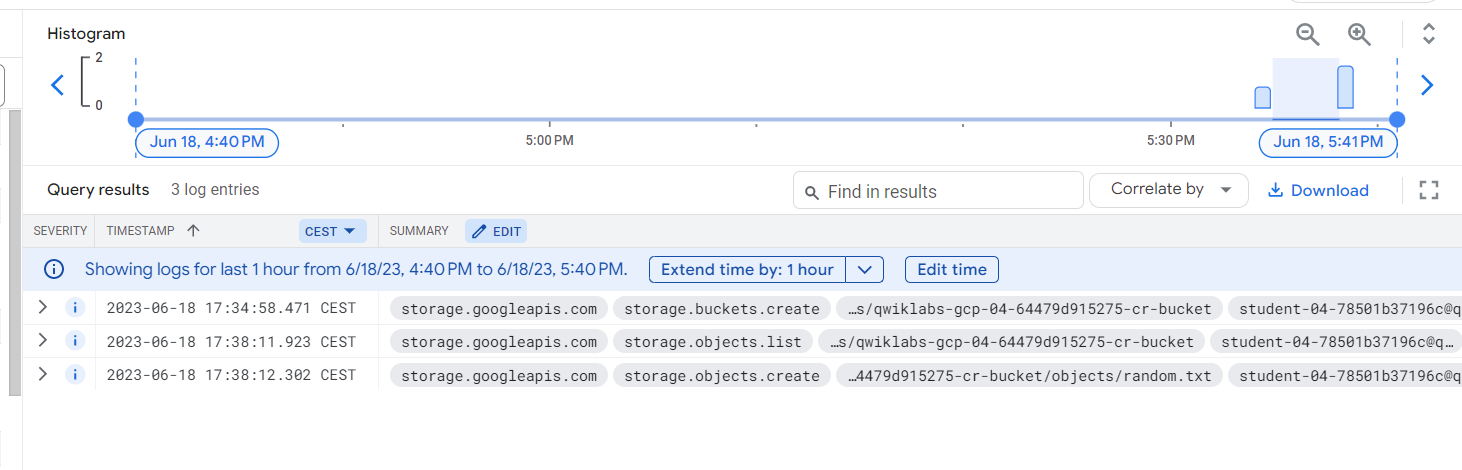 Histogram
2
0
Jun 18, 4:40 PM
5:00 PM
5:30 PM
Jun 18, 5:41 PM
Query results 3 log entries
Find in results
Correlate by
Download
SEVERITY TIMESTAMP CEST SUMMARY EDIT
Showing logs for last 1 hour from 6/18/23, 4:40 PM to 6/18/23, 5:40 PM. Extend time by: 1 hour Edit time
2023-06-18 17:34:58.471 CEST storage.googleapis.com storage.buckets.create …s/qwiklabs-gcp-04-64479d915275-cr-bucket student-04-78501b37196c@q
2023-06-18 17:38:11.923 CEST storage.googleapis.com storage.objects.list …s/qwiklabs-gcp-04-64479d915275-cr-bucket student-04-78501b37196c@q…
2023-06-18 17:38:12.302 CEST storage.googleapis.com storage.objects.create …4479d915275-cr-bucket/objects/random.txt student-04-78501b37196c@q